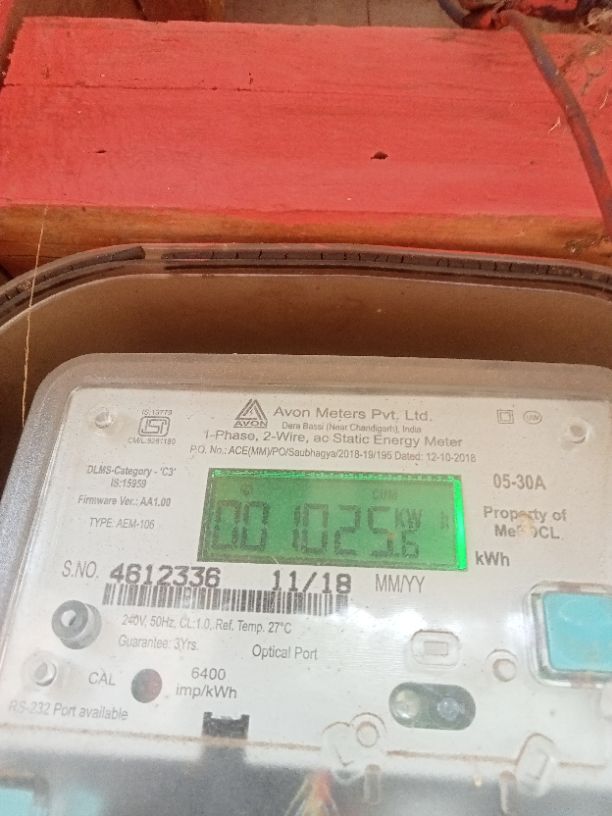 IS:13779
CM/L:9261180
AVON
Avon Meters Pvt. Ltd.
Dera Bassi (Near Chandigarh), India
1-Phase, 2-Wire, ac Static Energy Meter
P.O. No.: ACE(MM)/PO/Saubhagya/2018-19/195 Dated: 12-10-2018
DLMS-Category - 'C3'
IS:15959
Firmware Ver.: AA1.00
TYPE: AEM-106
CUM
001025.6 KW h
05-30A
Property of
kWh
S.NO. 4612336 11/18 MM/YY
240V, 50Hz, CL:1.0, Ref. Temp. 27°C
Guarantee: 3Yrs.
Optical Port
CAL
6400
imp/kWh
RS-232 Port available